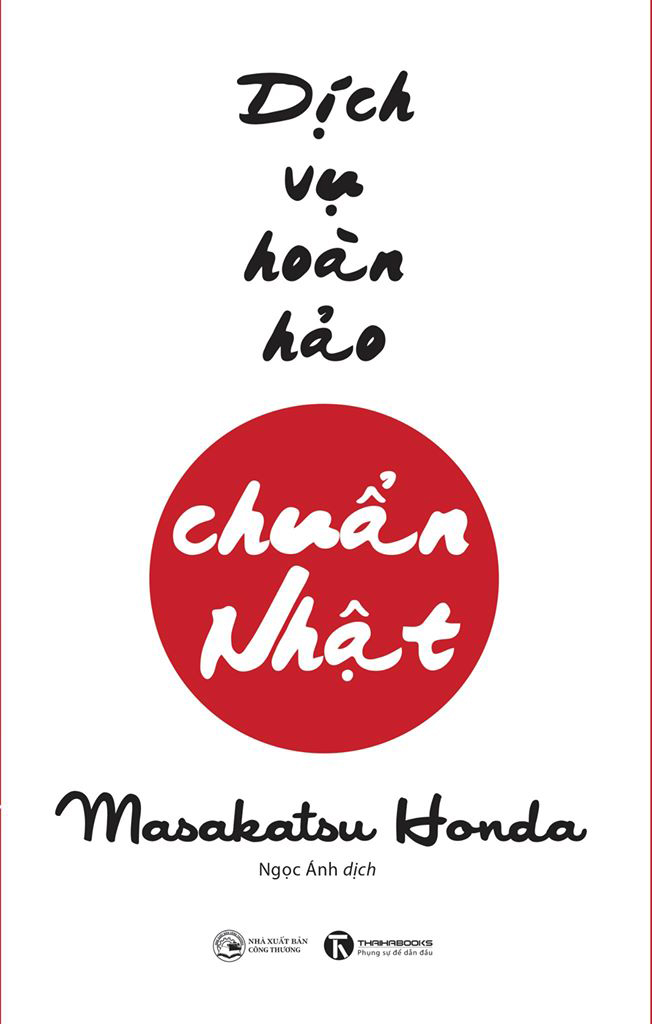 Dịch
vụ
hoàn
hảo
chuẩn
Nhật
Masakatsu Honda
Ngọc Ánh dịch
NHÀ XUẤT BẢN
CÔNG THƯƠNG
THAIHABOOKS
Phụng sự để dẫn đầu